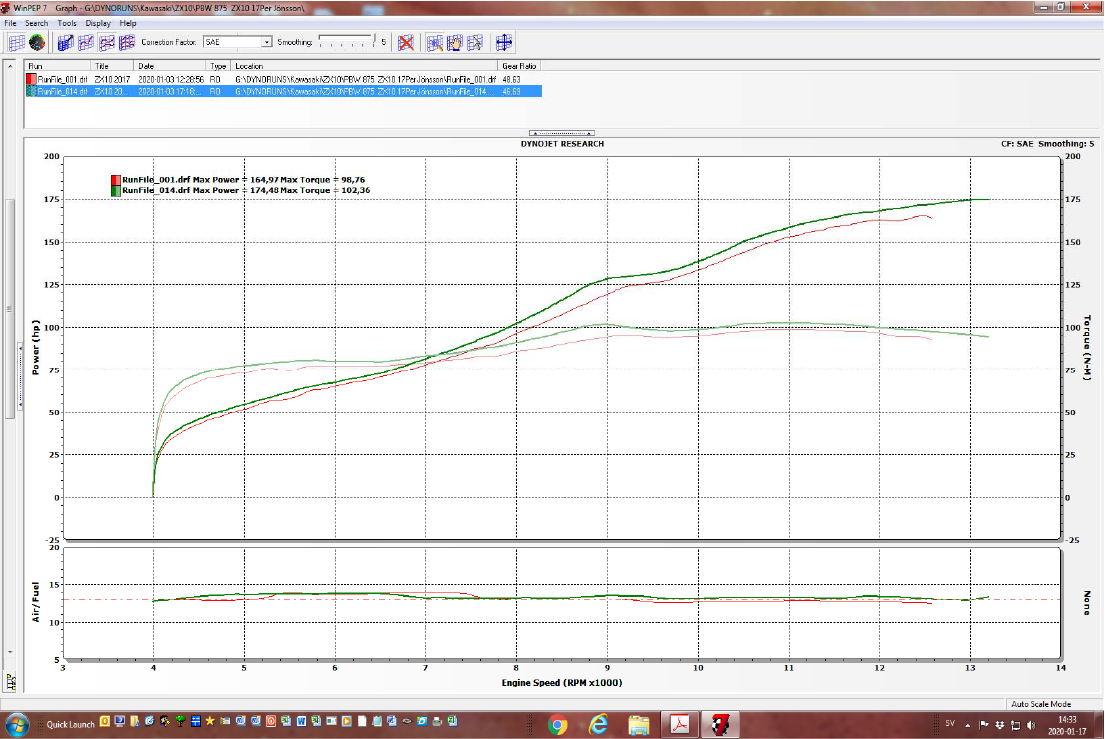 WinPEP 7    Graph - G:\DYNORUNS\Kawasaki\ZX10\PBW 875  ZX10 17Per Jönsson\
File  Search  Tools  Display  Help
Correction Factor:  SAE  Smoothing:  5
Run  Title  Date  Type  Location  Gear Ratio
RunFile_001.drf  ZX10 2017  2020-01-03 12:28:56  RO  G:\DYNORUNS\Kawasaki\ZX10\PBW 875  ZX10 17Per Jönsson\RunFile_001.drf  48,63
RunFile_014.drf  ZX10 20...  2020-01-03 17:18:...  RO  G:\DYNORUNS\Kawasaki\ZX10\PBW 875  ZX10 17Per Jönsson\RunFile_014...  48,63
DYNOJET RESEARCH
CF: SAE  Smoothing: 5
RunFile_001.drf Max Power = 164,97 Max Torque = 98,76
RunFile_014.drf Max Power = 174,48 Max Torque = 102,36
200
175
150
125
100
75
50
25
0
-25
Power (hp)
200
175
150
125
100
75
50
25
0
-25
Torque (N-M)
20
15
10
5
Air/Fuel
None
3  4  5  6  7  8  9  10  11  12  13  14
Engine Speed (RPM x1000)
Auto Scale Mode
Quick Launch
SV
14:33
2020-01-17